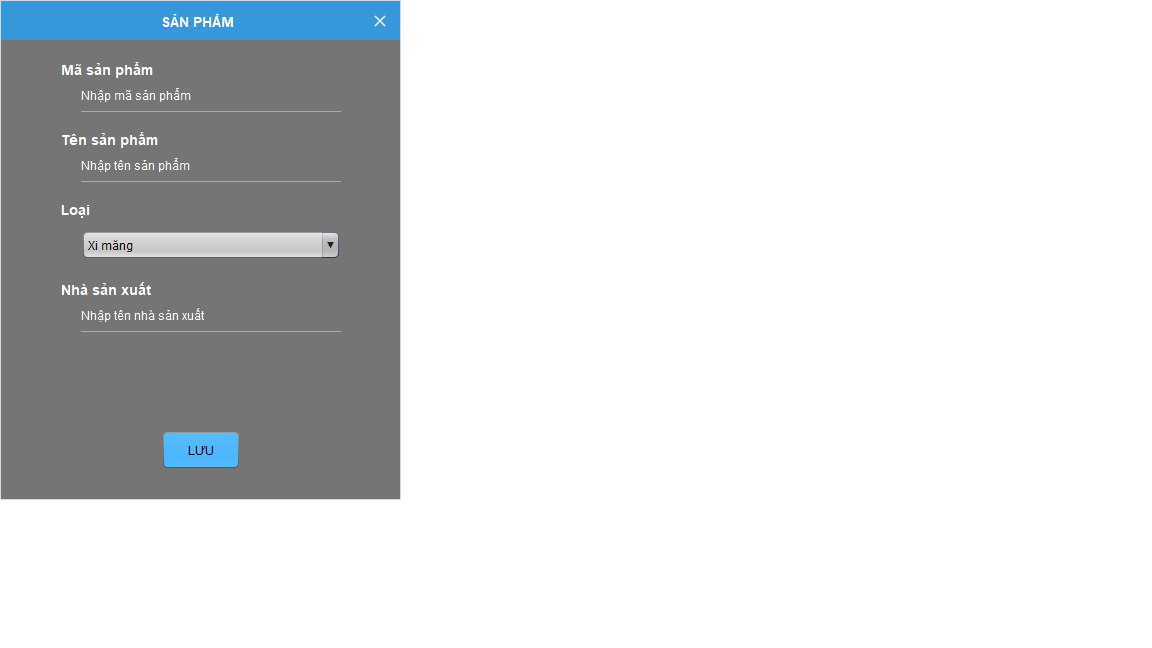 SẢN PHẨM
Mã sản phẩm
Nhập mã sản phẩm
Tên sản phẩm
Nhập tên sản phẩm
Loại
Xi măng
Nhà sản xuất
Nhập tên nhà sản xuất
LƯU